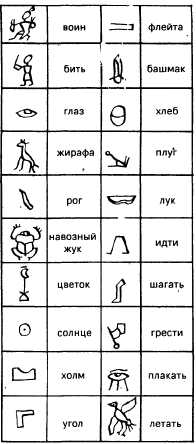 воин флейта
бить башмак
глаз хлеб
жирафа плуг
рог лук
навозный
жук идти
цветок шагать
солнце грести
холм плакать
угол летать